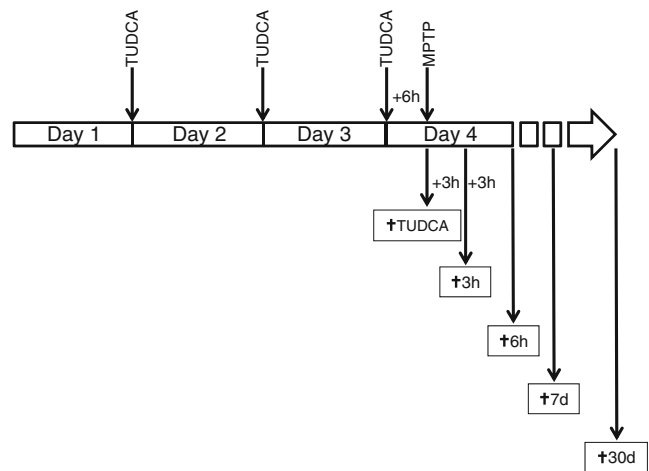 TUDCA
TUDCA
TUDCA
MPTP
+6h
Day 1
Day 2
Day 3
Day 4
+3h
+3h
✝TUDCA
✝3h
✝6h
✝7d
✝30d